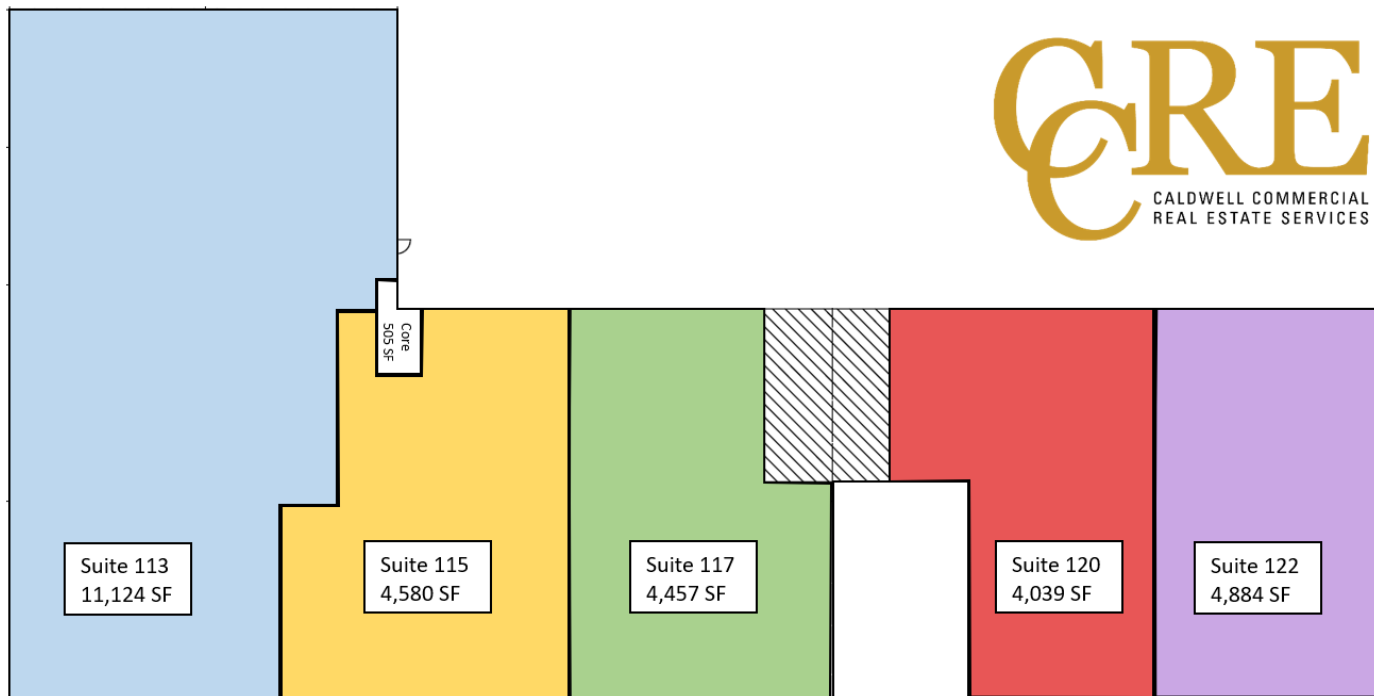 CCRE
CALDWELL COMMERCIAL
REAL ESTATE SERVICES
Core
505 SF
Suite 113
11,124 SF
Suite 115
4,580 SF
Suite 117
4,457 SF
Suite 120
4,039 SF
Suite 122
4,884 SF